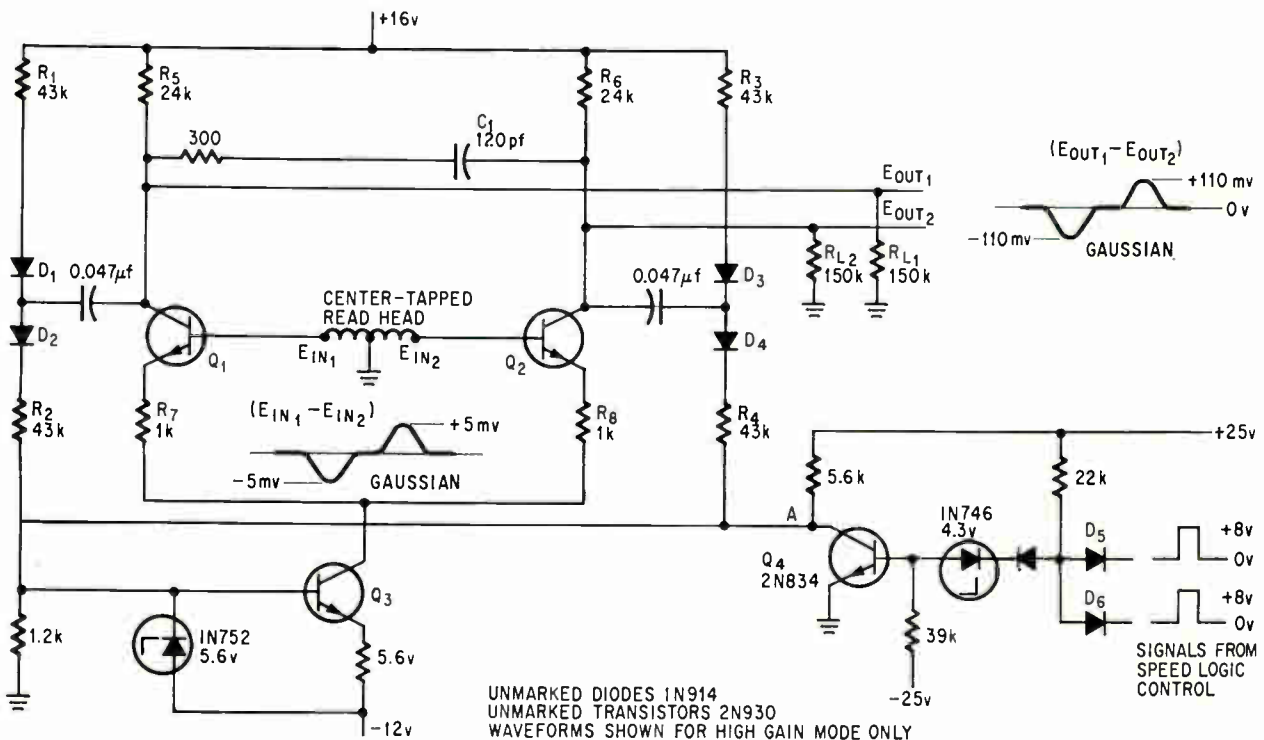 +16v
R1
43k
R5
24k
R6
24k
R3
43k
300
C1
120pf
EOUT1
EOUT2
(EOUT1 – EOUT2)
+110 mv
0v
–110mv
GAUSSIAN
RL2
150k
RL1
150k
D1
0.047µf
D2
CENTER-TAPPED
READ HEAD
EIN1
EIN2
0.047µf
D3
D4
Q1
Q2
R2
43k
R7
1k
(EIN1 – EIN2)
+5mv
–5mv
GAUSSIAN
R8
1k
R4
43k
+25v
5.6k
22k
A
IN746
4.3v
Q4
2N834
D5
+8v
0v
D6
+8v
0v
39k
–25v
SIGNALS FROM
SPEED LOGIC
CONTROL
Q3
1.2k
IN752
5.6v
5.6v
–12v
UNMARKED DIODES 1N914
UNMARKED TRANSISTORS 2N930
WAVEFORMS SHOWN FOR HIGH GAIN MODE ONLY